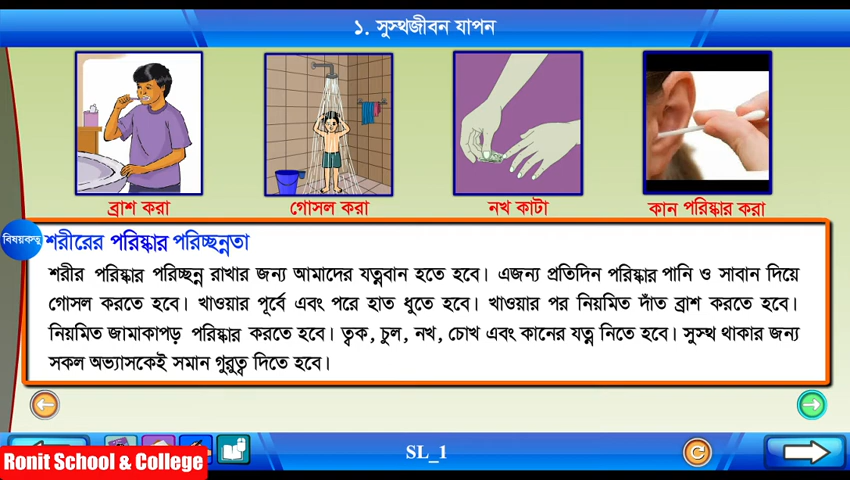 ১. সুস্থজীবন যাপন
ব্রাশ করা
গোসল করা
নখ কাটা
কান পরিষ্কার করা
বিষয়বস্তু
শরীরের পরিষ্কার পরিচ্ছন্নতা
শরীর পরিষ্কার পরিচ্ছন্ন রাখার জন্য আমাদের যত্নবান হতে হবে। এজন্য প্রতিদিন পরিষ্কার পানি ও সাবান দিয়ে
গোসল করতে হবে। খাওয়ার পূর্বে এবং পরে হাত ধুতে হবে। খাওয়ার পর নিয়মিত দাঁত ব্রাশ করতে হবে।
নিয়মিত জামাকাপড় পরিষ্কার করতে হবে। ত্বক, চুল, নখ, চোখ এবং কানের যত্ন নিতে হবে। সুস্থ থাকার জন্য
সকল অভ্যাসকেই সমান গুরুত্ব দিতে হবে।
SL_1
Ronit School & College